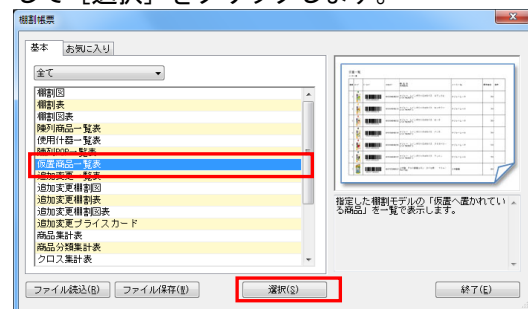 して［選択］をクリックします。
棚割帳票
基本 お気に入り
全て
棚割図
棚割表
棚割図表
陳列商品一覧表
使用什器一覧表
陳列POP一覧表
仮置商品一覧表
追加変更一覧表
追加変更棚割図
追加変更棚割表
追加変更棚割図表
追加変更プライスカード
商品集計表
商品分類集計表
クロス集計表
指定した棚割モデルの「仮置へ置かれてい
る商品」を一覧で表示します。
ファイル読込(R) ファイル保存(W) 選択(S) 終了(E)